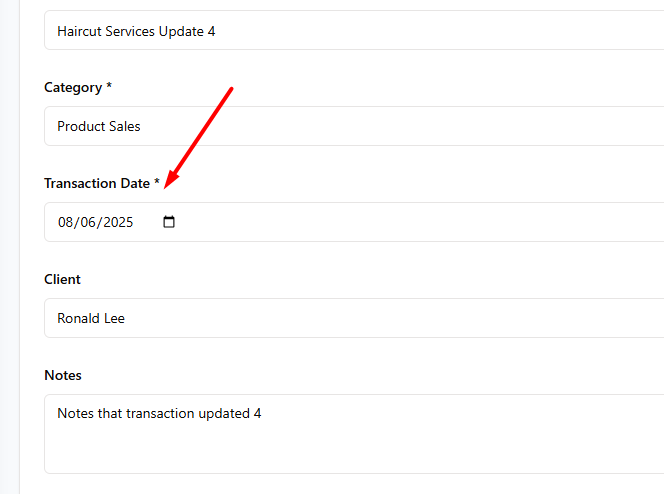 Haircut Services Update 4
Category *
Product Sales
Transaction Date *
08/06/2025
Client
Ronald Lee
Notes
Notes that transaction updated 4